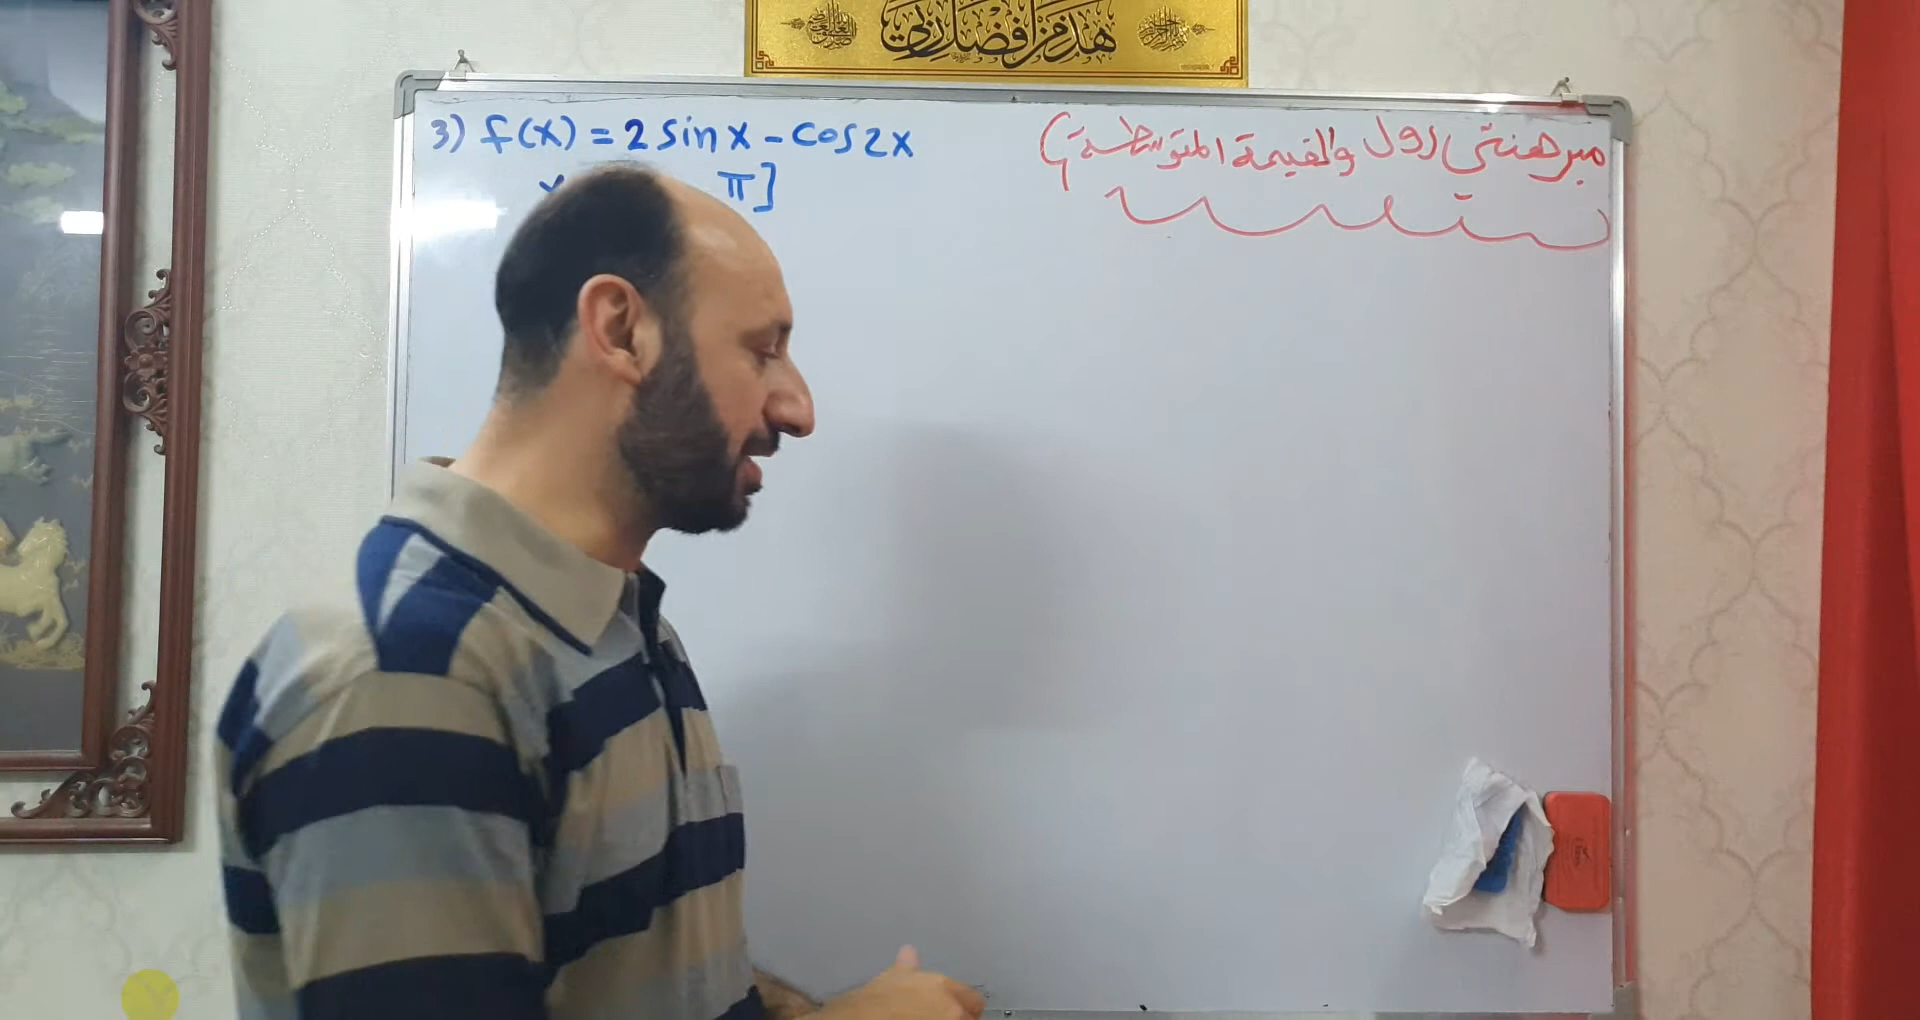 هذا من فضل ربي
3) f(x) = 2 sin x - cos 2x
π]
مبرهنتي رول والقيمة المتوسطة)